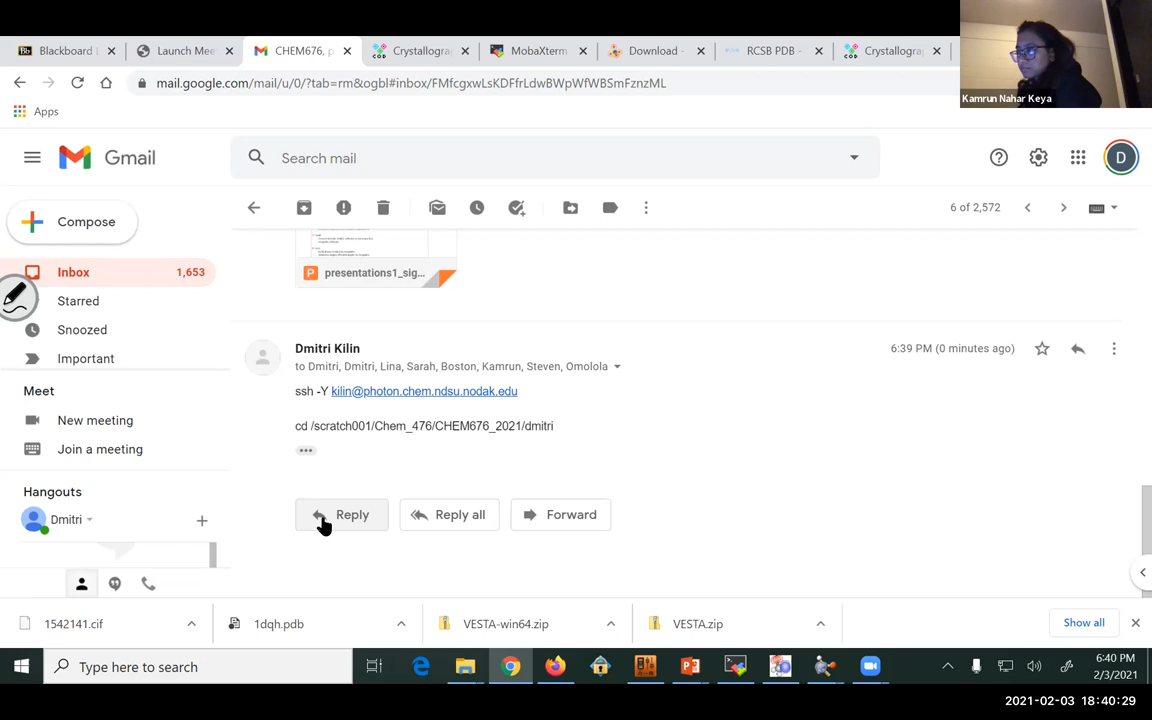 Blackboard L
Launch Mee
CHEM676, p
Crystallogra
MobaXterm
Download -
RCSB PDB -
Crystallogra
mail.google.com/mail/u/0/?tab=rm&ogbl#inbox/FMfcgxwLsKDFfrLdwBWpWfWBSmFznzML
Kamrun Nahar Keya
Apps
Gmail
Search mail
D
Compose
6 of 2,572
Inbox 1,653
presentations1_sig...
Starred
Snoozed
Important
Dmitri Kilin
6:39 PM (0 minutes ago)
to Dmitri, Dmitri, Lina, Sarah, Boston, Kamrun, Steven, Omolola
Meet
ssh -Y kilin@photon.chem.ndsu.nodak.edu
New meeting
cd /scratch001/Chem_476/CHEM676_2021/dmitri
Join a meeting
Hangouts
Dmitri
Reply
Reply all
Forward
1542141.cif
1dqh.pdb
VESTA-win64.zip
VESTA.zip
Show all
Type here to search
6:40 PM
2/3/2021
2021-02-03 18:40:29